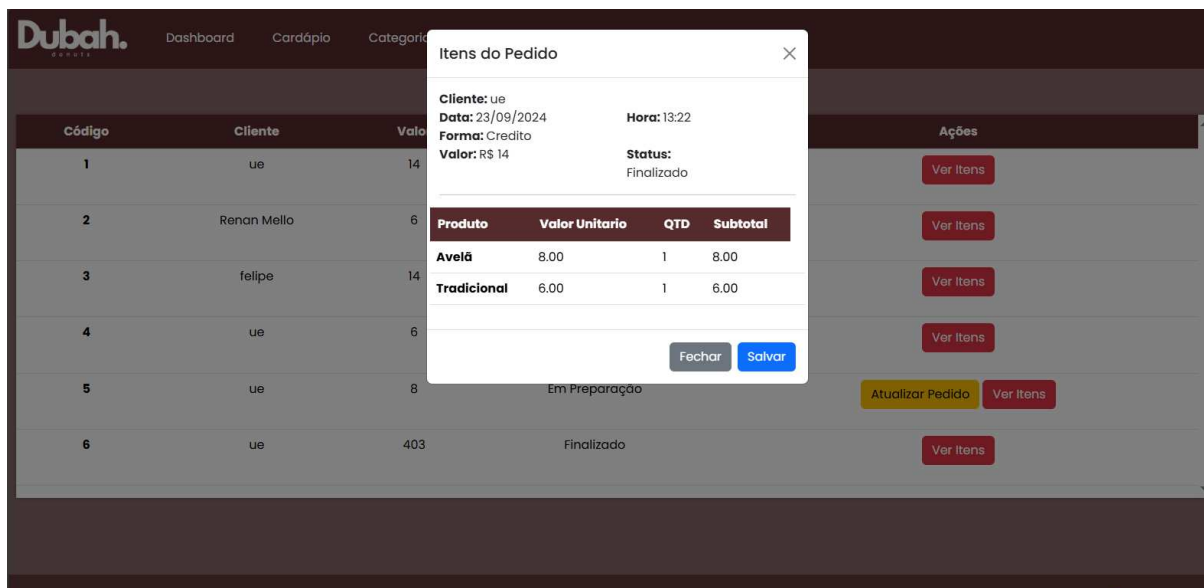 Dubah.
donuts
Dashboard Cardápio Categori
Itens do Pedido
Cliente: ue
Data: 23/09/2024 Hora: 13:22
Forma: Credito
Valor: R$ 14 Status:
Finalizado
Produto Valor Unitario QTD Subtotal
Avelã 8.00 1 8.00
Tradicional 6.00 1 6.00
Fechar Salvar
Código Cliente Valo Ações
1 ue 14 Ver Itens
2 Renan Mello 6 Ver Itens
3 felipe 14 Ver Itens
4 ue 6 Ver Itens
5 ue 8 Em Preparação Atualizar Pedido Ver Itens
6 ue 403 Finalizado Ver Itens